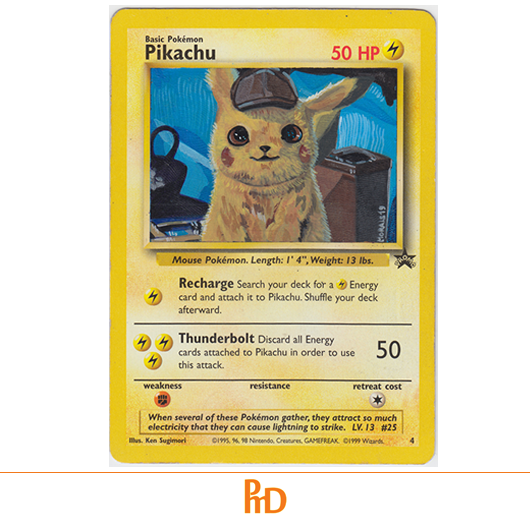 Basic Pokémon
Pikachu
50 HP
Mouse Pokémon. Length: 1' 4", Weight: 13 lbs.
PROMO
Recharge Search your deck for a Energy
card and attach it to Pikachu. Shuffle your deck
afterward.
Thunderbolt Discard all Energy
cards attached to Pikachu in order to use
this attack.
50
weakness resistance retreat cost
When several of these Pokémon gather, they attract so much
electricity that they can cause lightning to strike. LV. 13 #25
Illus. Ken Sugimori ©1995, 96, 98 Nintendo, Creatures, GAMEFREAK. ©1999 Wizards. 4